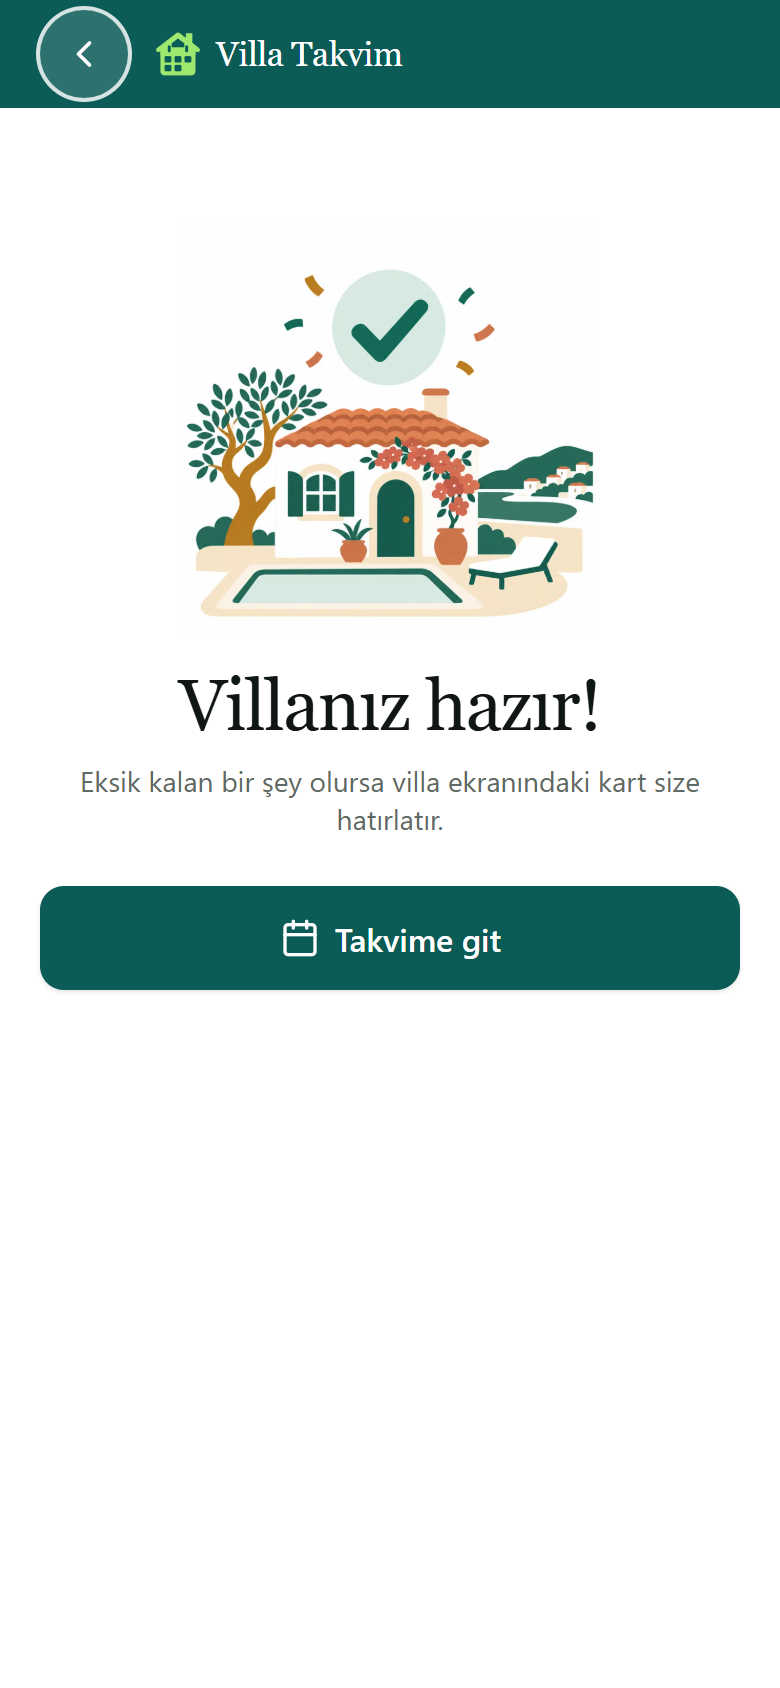 Villa Takvim
Villanız hazır!
Eksik kalan bir şey olursa villa ekranındaki kart size
hatırlatır.
Takvime git